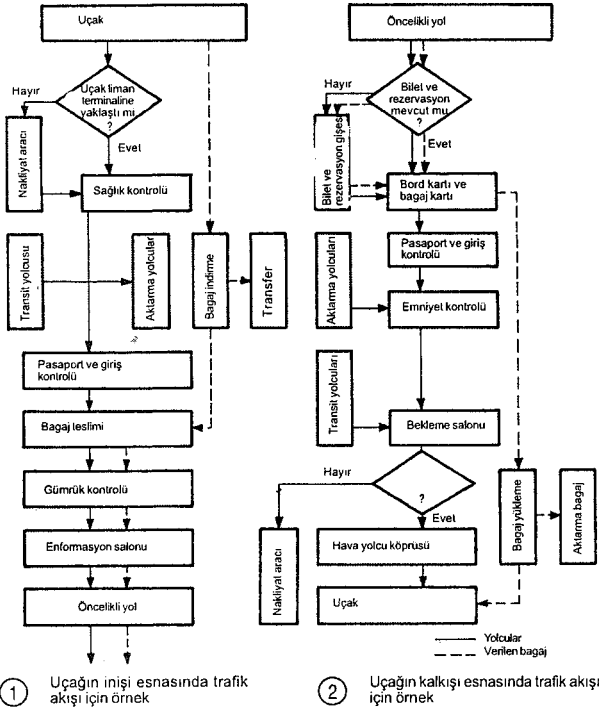 Uçak
Hayır
Uçak liman
terminaline
yaklaştı mi
?
Evet
Nakliyat aracı
Sağlık kontrolü
Transit yolcusu
Aktarma yolcular
Bagaj indirme
Transfer
Pasaport ve giriş
kontrolü
Bagaj teslimi
Gümrük kontrolü
Enformasyon salonu
Öncelikli yol
1
Uçağın inişi esnasında trafik
akışı için örnek
Öncelikli yol
Hayır
Bilet ve
rezervasyon
mevcut mu
?
Evet
Bilet ve
rezervasyon gişesi
Bord kartı ve
bagaj kartı
Pasaport ve giriş
kontrolü
Aktarma yolcuları
Emniyet kontrolü
Transit yolcuları
Bekleme salonu
Hayır
?
Evet
Nakliyat aracı
Hava yolcu köprüsü
Bagaj yükleme
Aktarma bagaj
Uçak
Yolcular
Verilen bagaj
2
Uçağın kalkışı esnasında trafik akışı
için örnek